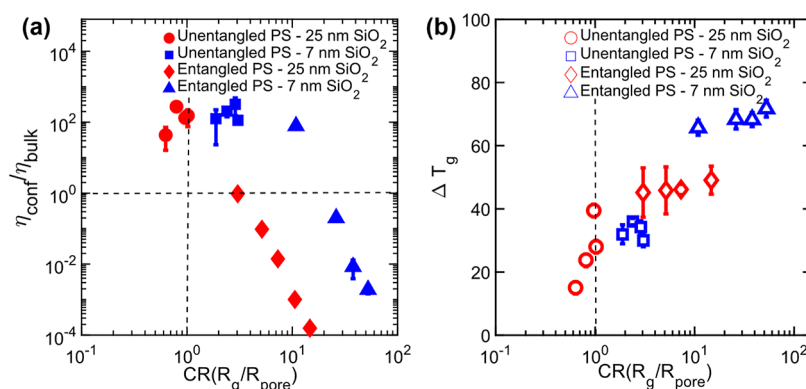 (a)
Unentangled PS - 25 nm SiO2
Unentangled PS - 7 nm SiO2
Entangled PS - 25 nm SiO2
Entangled PS - 7 nm SiO2
10^4
10^2
10^0
10^-2
10^-4
ηconf/ηbulk
10^-1
10^0
10^1
10^2
CR(Rg/Rpore)
(b)
Unentangled PS - 25 nm SiO2
Unentangled PS - 7 nm SiO2
Entangled PS - 25 nm SiO2
Entangled PS - 7 nm SiO2
100
80
60
40
20
0
Δ Tg
10^-1
10^0
10^1
10^2
CR(Rg/Rpore)